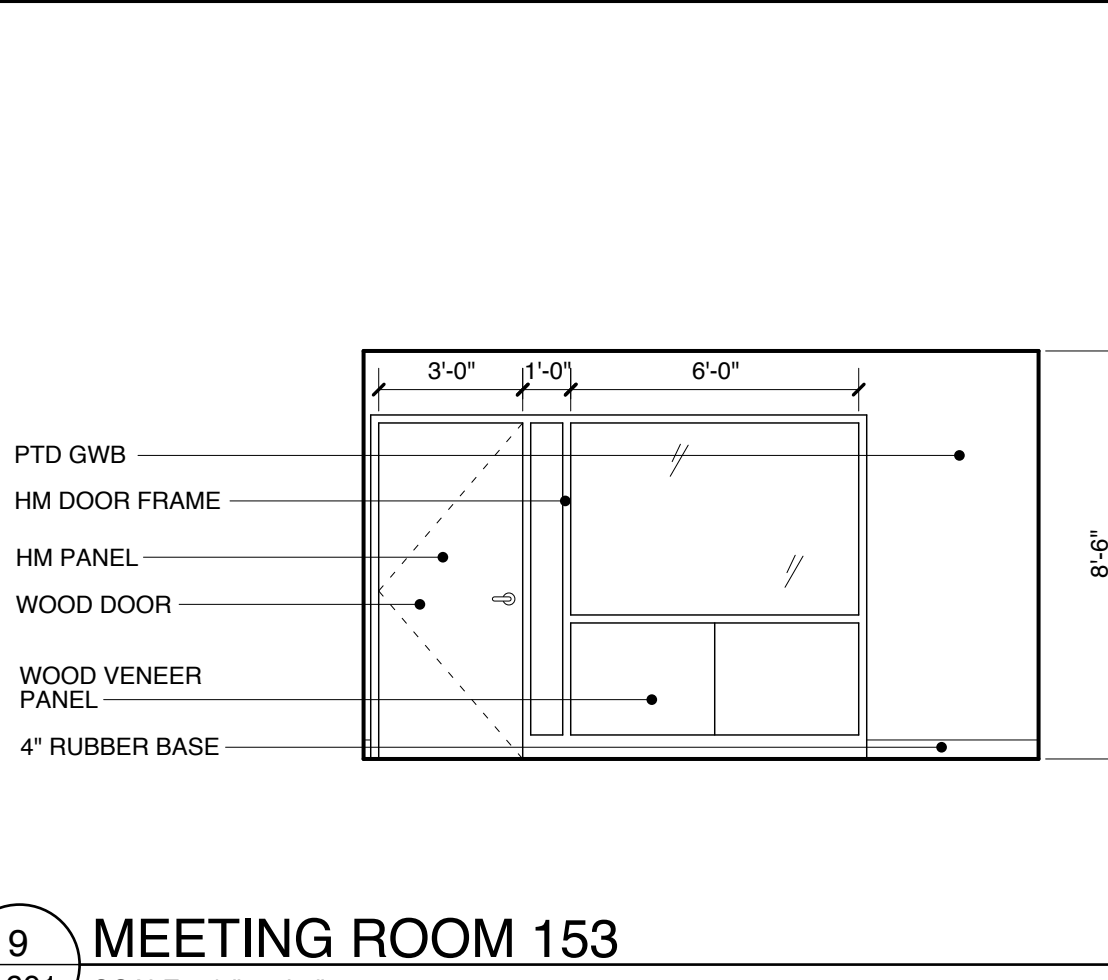 3'-0" 1'-0" 6'-0"
PTD GWB
HM DOOR FRAME
HM PANEL
WOOD DOOR
WOOD VENEER
PANEL
4" RUBBER BASE
8'-6"
9
MEETING ROOM 153